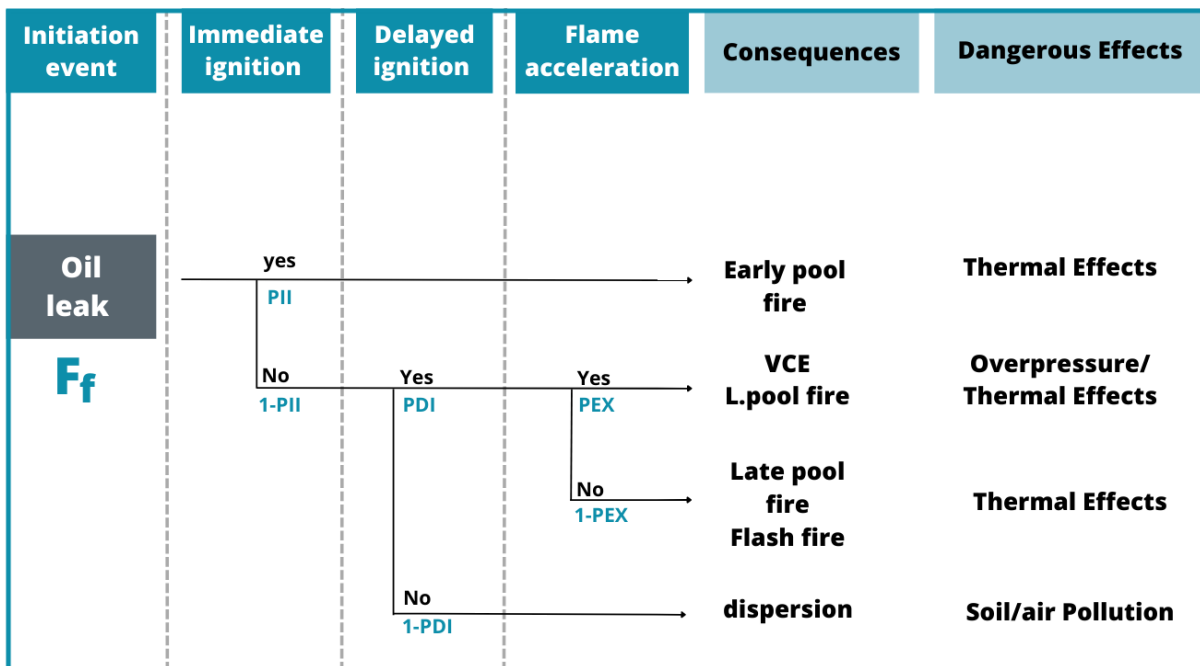 Initiation
event
Immediate
ignition
Delayed
ignition
Flame
acceleration
Consequences
Dangerous Effects
Oil
leak
Ff
yes
PII
Early pool
fire
Thermal Effects
No
1-PII
Yes
PDI
Yes
PEX
VCE
L.pool fire
Overpressure/
Thermal Effects
No
1-PEX
Late pool
fire
Flash fire
Thermal Effects
No
1-PDI
dispersion
Soil/air Pollution